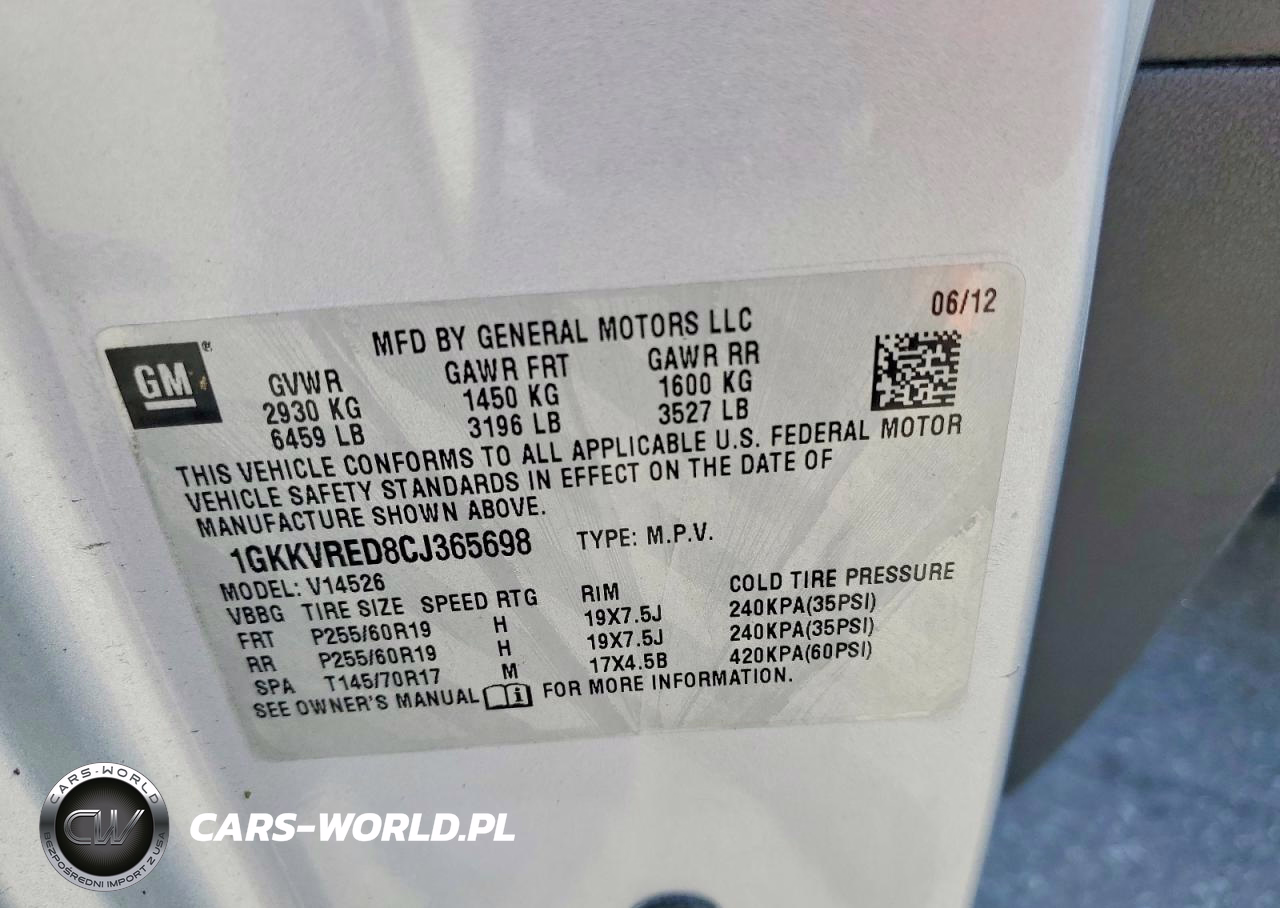 06/12
MFD BY GENERAL MOTORS LLC
GM
®
GVWR GAWR FRT GAWR RR
2930 KG 1450 KG 1600 KG
6459 LB 3196 LB 3527 LB
THIS VEHICLE CONFORMS TO ALL APPLICABLE U.S. FEDERAL MOTOR
VEHICLE SAFETY STANDARDS IN EFFECT ON THE DATE OF
MANUFACTURE SHOWN ABOVE.
1GKKVRED8CJ365698 TYPE: M.P.V.
MODEL: V14526
VBBG TIRE SIZE SPEED RTG RIM COLD TIRE PRESSURE
FRT P255/60R19 H 19X7.5J 240KPA(35PSI)
RR P255/60R19 H 19X7.5J 240KPA(35PSI)
SPA T145/70R17 M 17X4.5B 420KPA(60PSI)
SEE OWNER'S MANUAL i FOR MORE INFORMATION.
CARS-WORLD
CW
BEZPOŚREDNI IMPORT Z USA
CARS-WORLD.PL